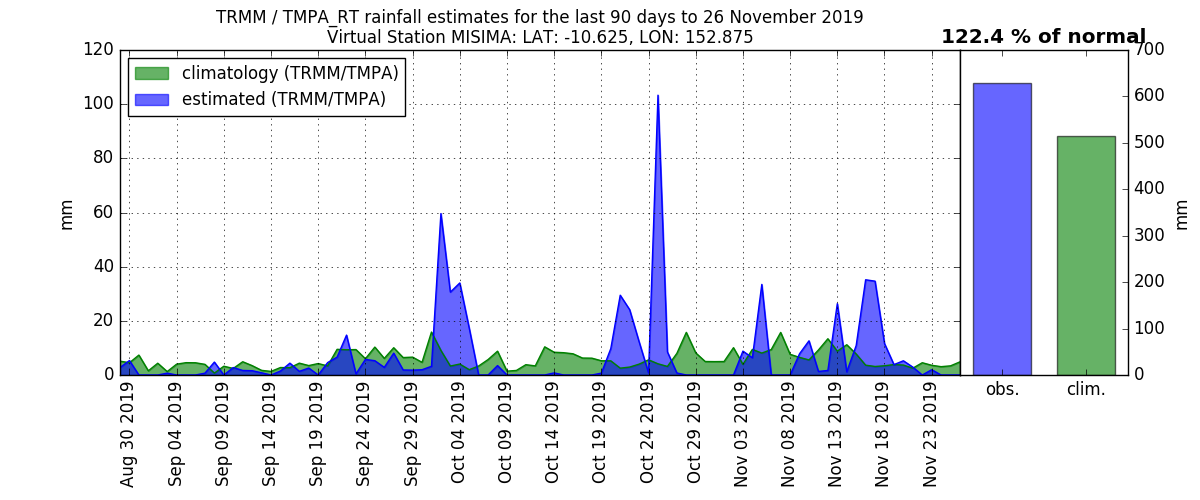 TRMM / TMPA_RT rainfall estimates for the last 90 days to 26 November 2019
Virtual Station MISIMA: LAT: -10.625, LON: 152.875
122.4 % of normal
climatology (TRMM/TMPA)
estimated (TRMM/TMPA)
mm
120
100
80
60
40
20
0
Aug 30 2019
Sep 04 2019
Sep 09 2019
Sep 14 2019
Sep 19 2019
Sep 24 2019
Sep 29 2019
Oct 04 2019
Oct 09 2019
Oct 14 2019
Oct 19 2019
Oct 24 2019
Oct 29 2019
Nov 03 2019
Nov 08 2019
Nov 13 2019
Nov 18 2019
Nov 23 2019
obs.
clim.
700
600
500
400
300
200
100
0
mm